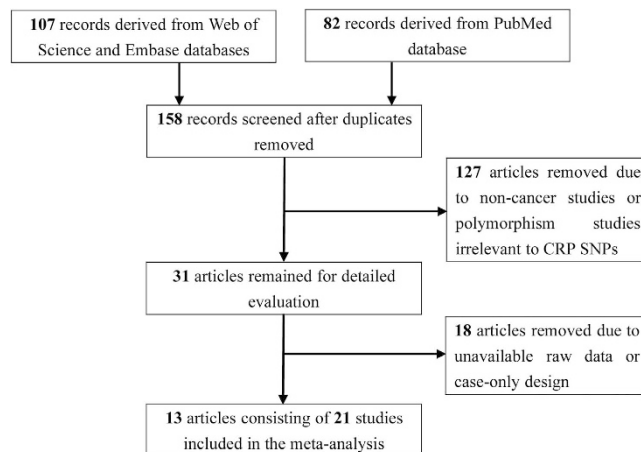 107 records derived from Web of
Science and Embase databases
82 records derived from PubMed
database
158 records screened after duplicates
removed
127 articles removed due
to non-cancer studies or
polymorphism studies
irrelevant to CRP SNPs
31 articles remained for detailed
evaluation
18 articles removed due to
unavailable raw data or
case-only design
13 articles consisting of 21 studies
included in the meta-analysis